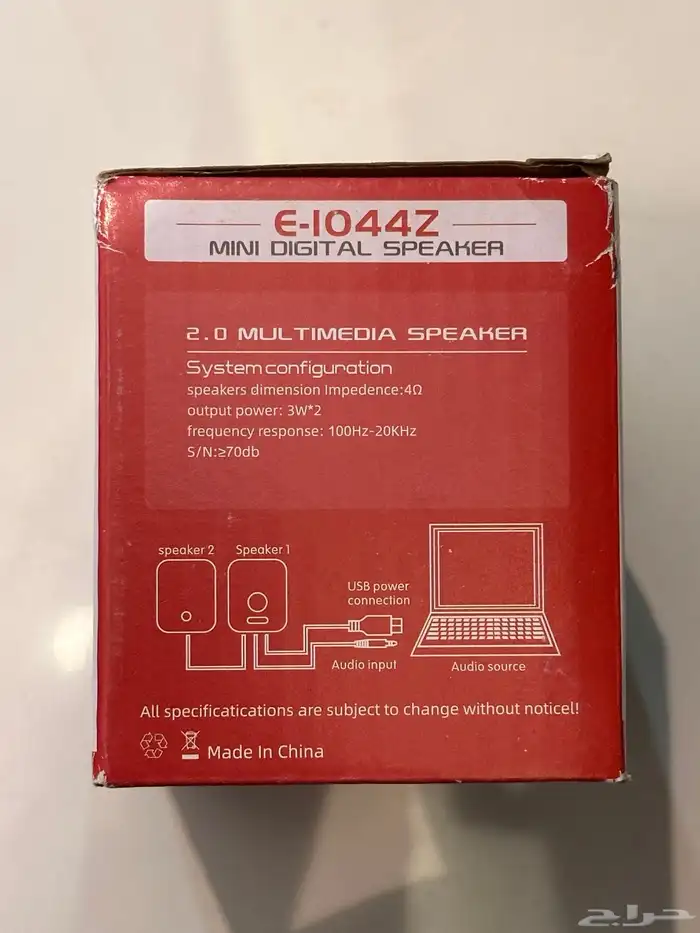 E-1044Z
MINI DIGITAL SPEAKER
2.0 MULTIMEDIA SPEAKER
System configuration
speakers dimension Impedence:4Ω
output power: 3W*2
frequency response: 100Hz-20KHz
S/N:≥70db
speaker 2 Speaker 1
USB power
connection
Audio input
Audio source
All specificatications are subject to change without noticel!
Made In China
حراج